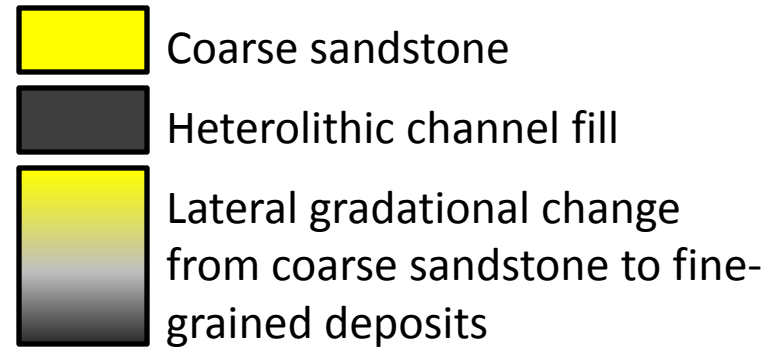 Coarse sandstone
Heterolithic channel fill
Lateral gradational change
from coarse sandstone to fine-
grained deposits